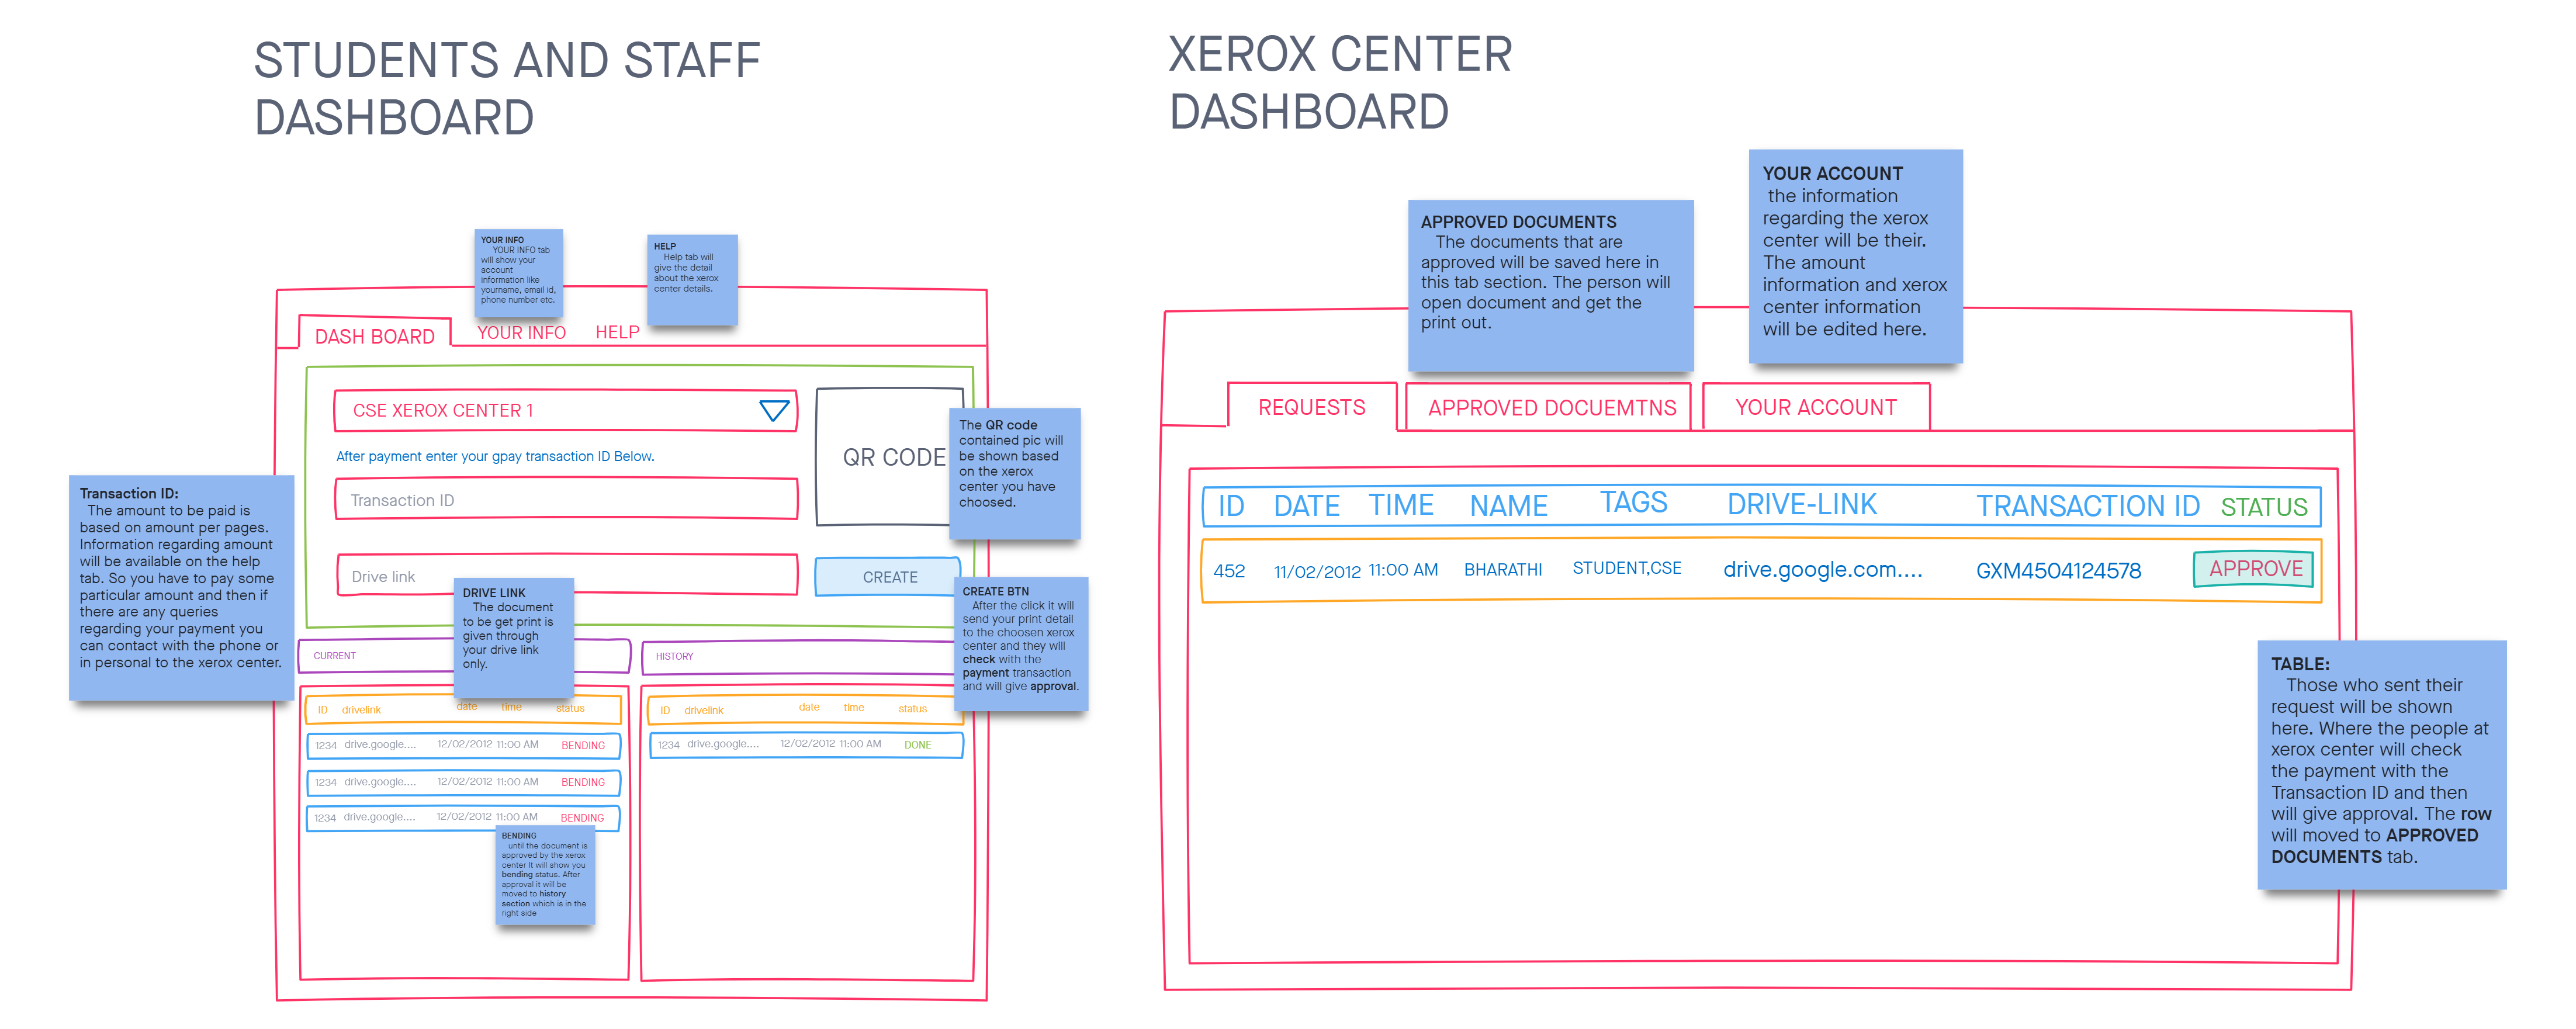 STUDENTS AND STAFF
DASHBOARD
YOUR INFO
YOUR INFO tab
will show your
account
information like
yourname, email id,
phone number etc.
HELP
Help tab will
give the detail
about the xerox
center details.
DASH BOARD
YOUR INFO
HELP
CSE XEROX CENTER 1
After payment enter your gpay transaction ID Below.
Transaction ID
Drive link
QR CODE
CREATE
The QR code
contained pic will
be shown based
on the xerox
center you have
choosed.
Transaction ID:
The amount to be paid is
based on amount per pages.
Information regarding amount
will be available on the help
tab. So you have to pay some
particular amount and then if
there are any queries
regarding your payment you
can contact with the phone or
in personal to the xerox center.
DRIVE LINK
The document
to be get print is
given through
your drive link
only.
CREATE BTN
After the click it will
send your print detail
to the choosen xerox
center and they will
check with the
payment transaction
and will give approval.
CURRENT
HISTORY
ID drivelink date time status
1234 drive.google.... 12/02/2012 11:00 AM BENDING
1234 drive.google.... 12/02/2012 11:00 AM BENDING
1234 drive.google.... 12/02/2012 11:00 AM BENDING
ID drivelink date time status
1234 drive.google.... 12/02/2012 11:00 AM DONE
BENDING
until the document is
approved by the xerox
center It will show you
bending status. After
approval it will be
moved to history
section which is in the
right side
XEROX CENTER
DASHBOARD
APPROVED DOCUMENTS
The documents that are
approved will be saved here in
this tab section. The person will
open document and get the
print out.
YOUR ACCOUNT
the information
regarding the xerox
center will be their.
The amount
information and xerox
center information
will be edited here.
REQUESTS
APPROVED DOCUEMTNS
YOUR ACCOUNT
ID DATE TIME NAME TAGS DRIVE-LINK TRANSACTION ID STATUS
452 11/02/2012 11:00 AM BHARATHI STUDENT,CSE drive.google.com.... GXM4504124578 APPROVE
TABLE:
Those who sent their
request will be shown
here. Where the people at
xerox center will check
the payment with the
Transaction ID and then
will give approval. The row
will moved to APPROVED
DOCUMENTS tab.